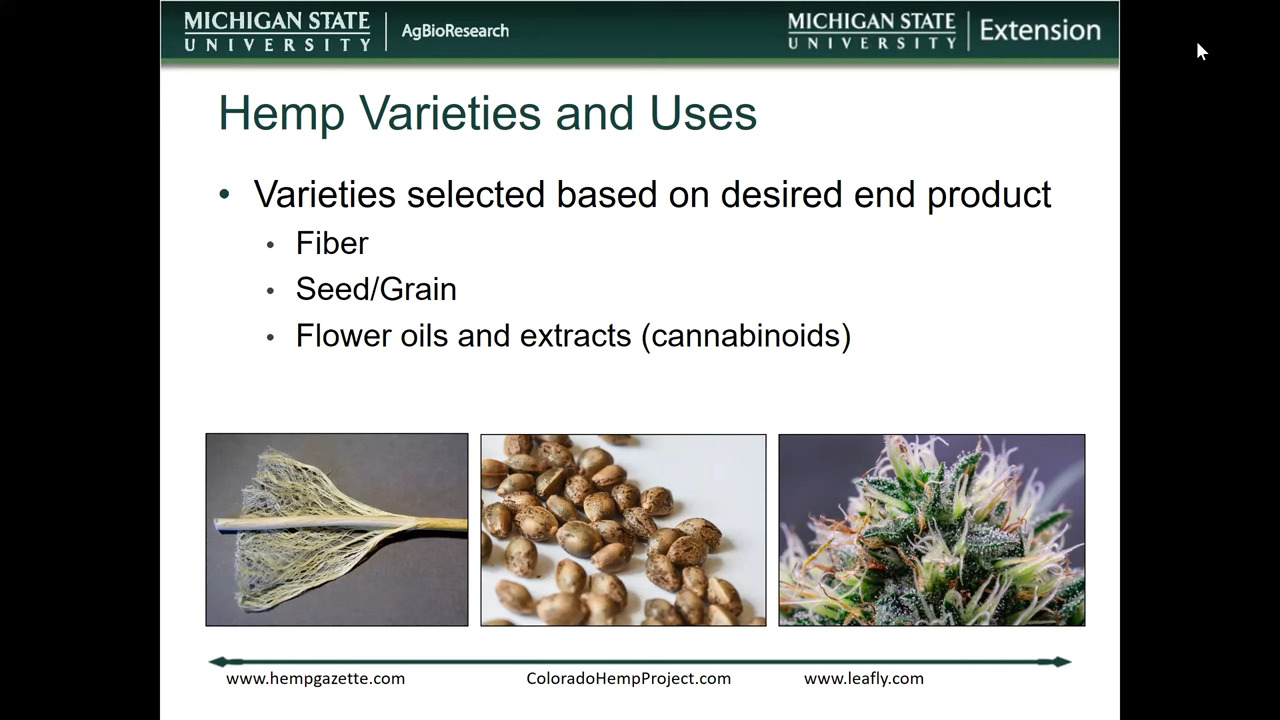 MICHIGAN STATE
UNIVERSITY
AgBioResearch
MICHIGAN STATE
UNIVERSITY
Extension
Hemp Varieties and Uses
• Varieties selected based on desired end product
• Fiber
• Seed/Grain
• Flower oils and extracts (cannabinoids)
www.hempgazette.com
ColoradoHempProject.com
www.leafly.com